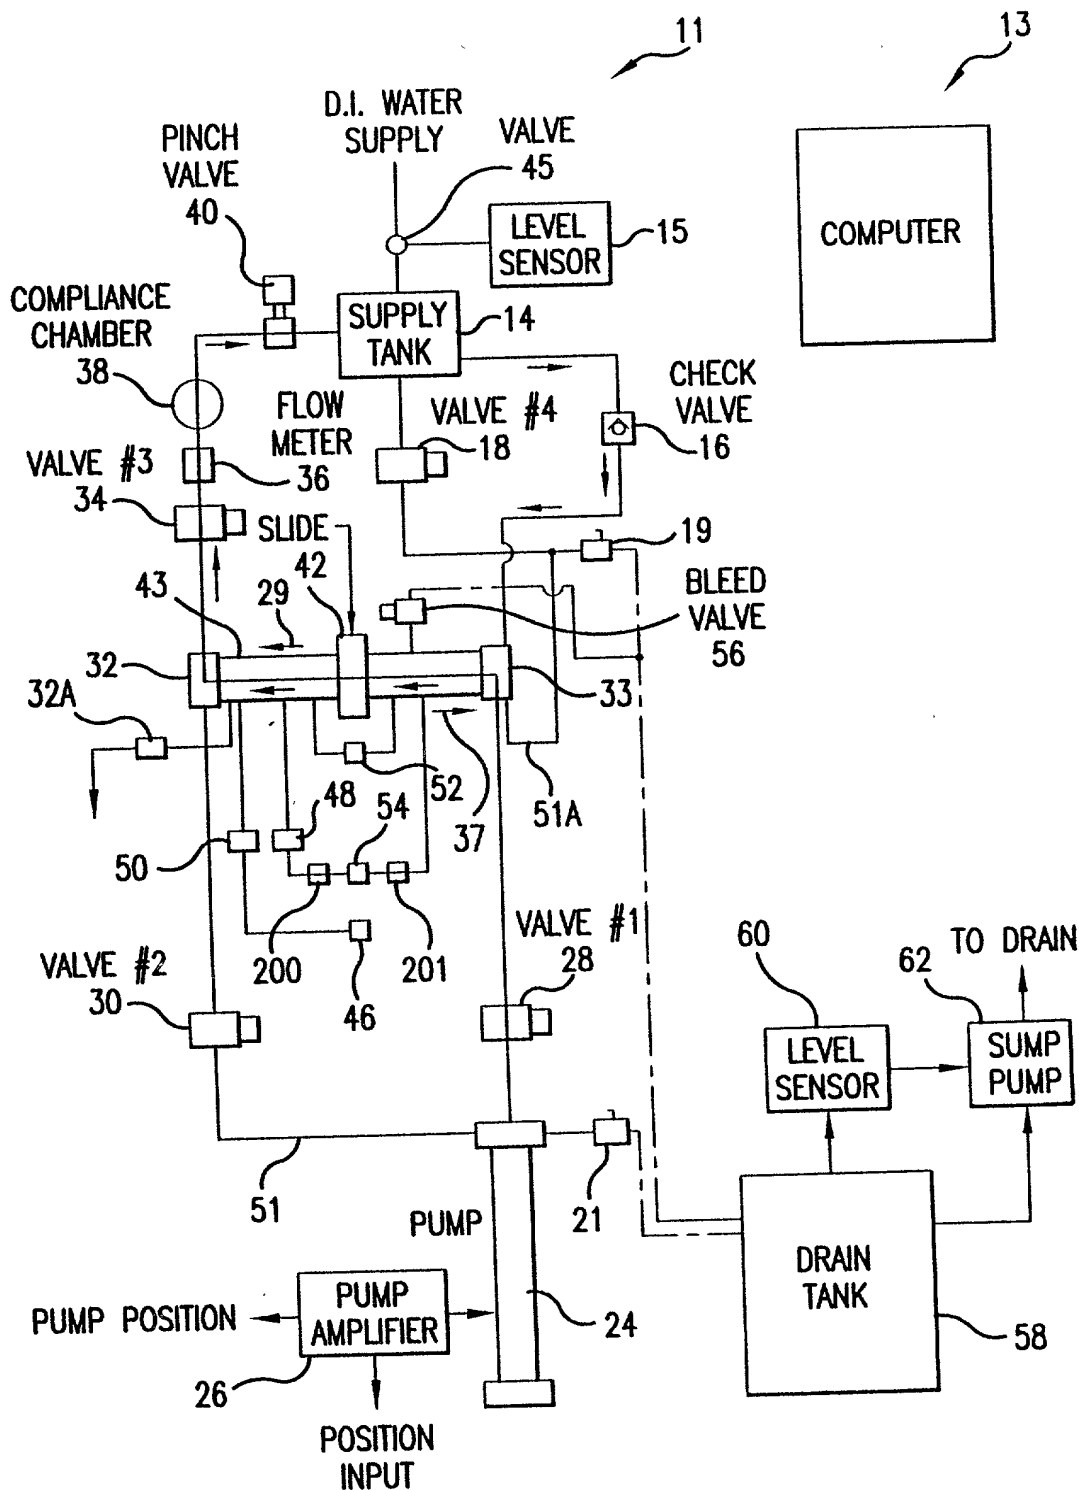 11
13
D.I. WATER
SUPPLY
VALVE
45
PINCH
VALVE
40
LEVEL
SENSOR
15
COMPUTER
COMPLIANCE
CHAMBER
38
SUPPLY
TANK
14
FLOW
METER
36
VALVE #4
18
CHECK
VALVE
16
VALVE #3
34
SLIDE
42
19
43
29
BLEED
VALVE
56
32
32A
33
52
51A
37
48
54
50
200
201
46
VALVE #1
28
VALVE #2
30
60
62
TO DRAIN
LEVEL
SENSOR
SUMP
PUMP
51
21
PUMP
DRAIN
TANK
58
PUMP POSITION
PUMP
AMPLIFIER
24
26
POSITION
INPUT